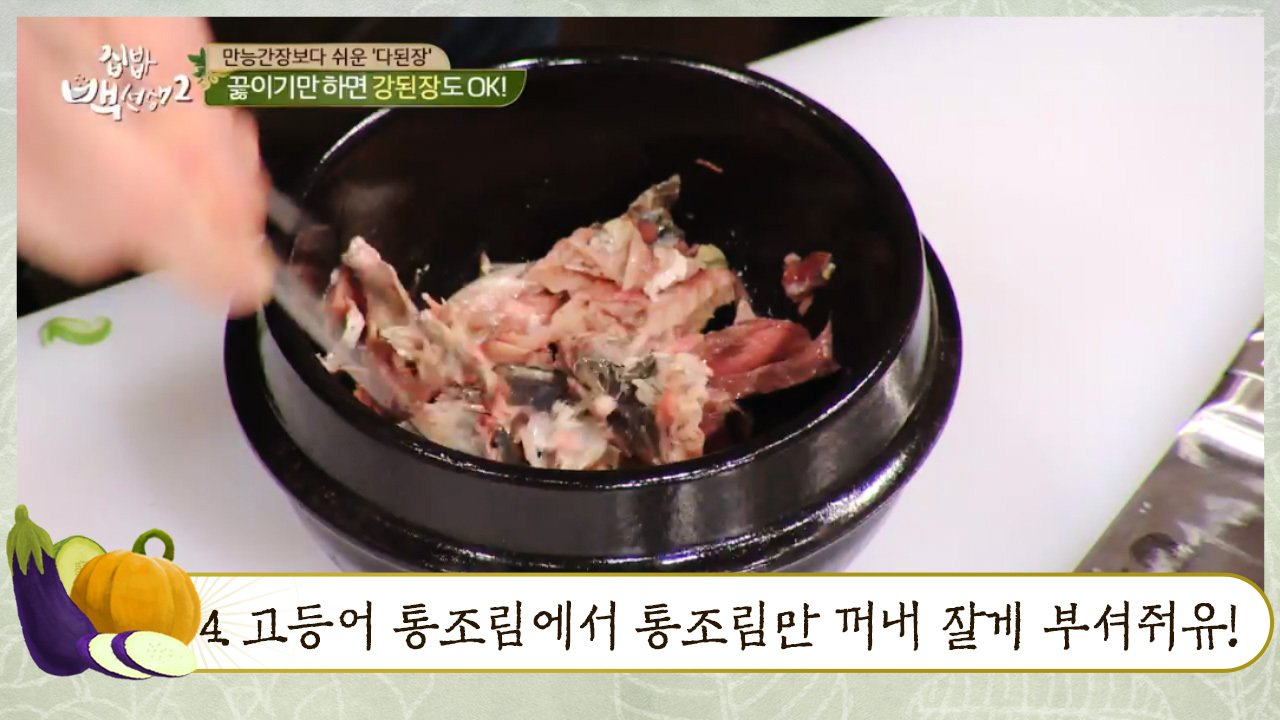 집밥
백선생2
만능간장보다 쉬운 '다된장'
끓이기만 하면 강된장도 OK!
4. 고등어 통조림에서 통조림만 꺼내 잘게 부셔줘유!